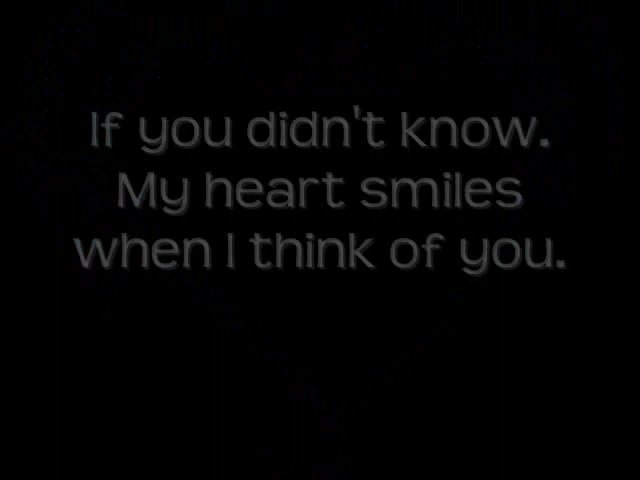 If you didn't know.
My heart smiles
when I think of you.